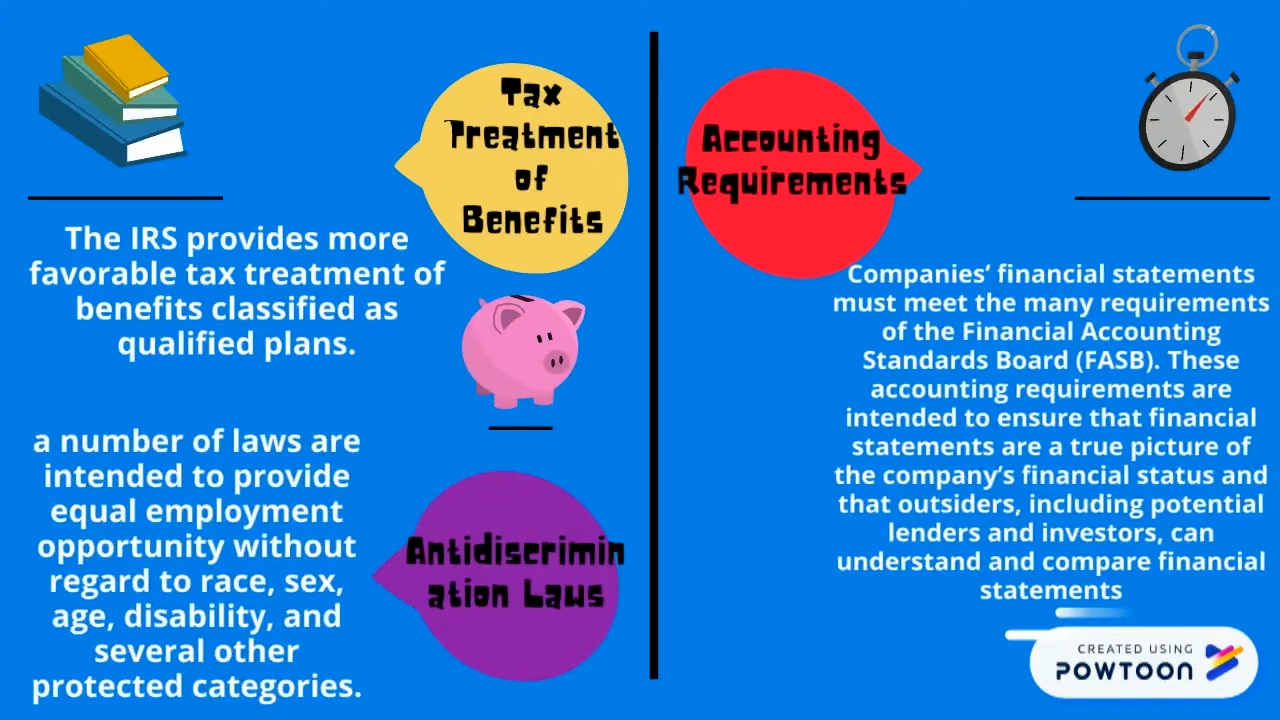 Tax
Treatment
of
Benefits
The IRS provides more
favorable tax treatment of
benefits classified as
qualified plans.
Antidiscrimin
ation Laws
a number of laws are
intended to provide
equal employment
opportunity without
regard to race, sex,
age, disability, and
several other
protected categories.
Accounting
Requirements
Companies’ financial statements
must meet the many requirements
of the Financial Accounting
Standards Board (FASB). These
accounting requirements are
intended to ensure that financial
statements are a true picture of
the company’s financial status and
that outsiders, including potential
lenders and investors, can
understand and compare financial
statements
CREATED USING
POWTOON